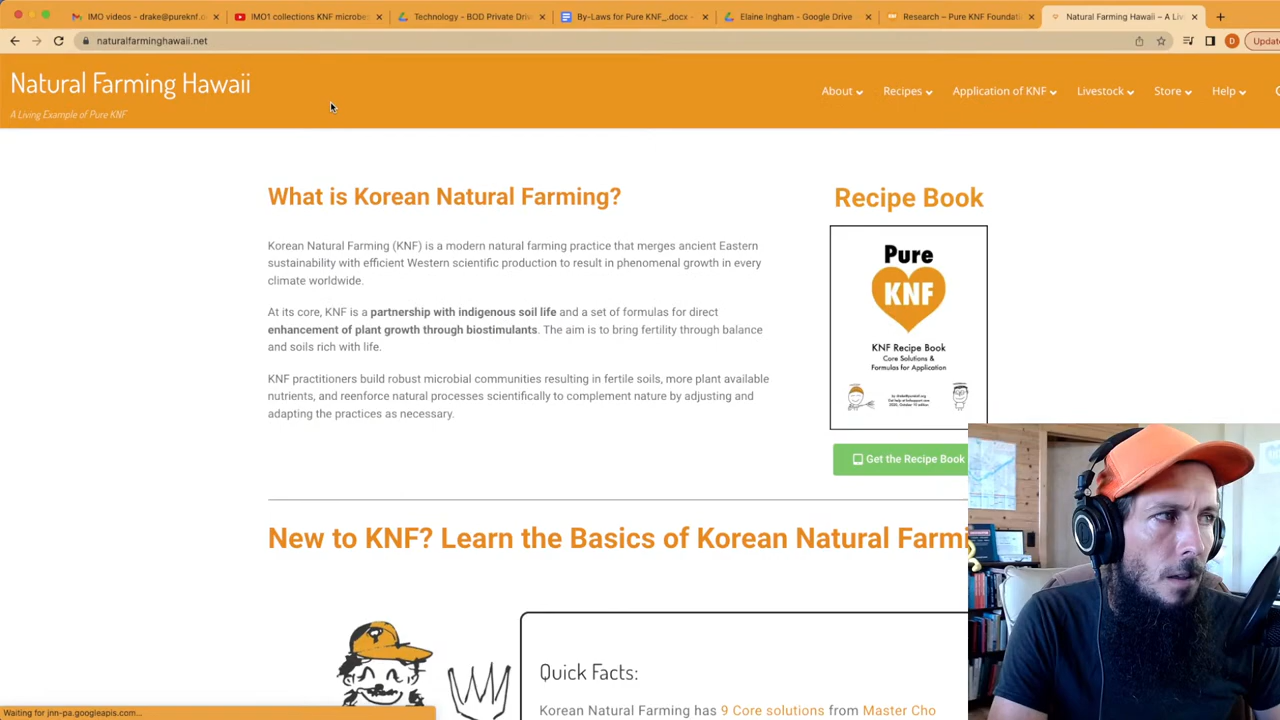 IMO videos - drake@pureknf.o
IMO1 collections KNF microbes
Technology - BOD Private Driv
By-Laws for Pure KNF_.docx -
Elaine Ingham - Google Drive
Research – Pure KNF Foundati
Natural Farming Hawaii – A Li
naturalfarminghawaii.net
D
Updat
Natural Farming Hawaii
A Living Example of Pure KNF
About
Recipes
Application of KNF
Livestock
Store
Help
What is Korean Natural Farming?
Korean Natural Farming (KNF) is a modern natural farming practice that merges ancient Eastern
sustainability with efficient Western scientific production to result in phenomenal growth in every
climate worldwide.
At its core, KNF is a partnership with indigenous soil life and a set of formulas for direct
enhancement of plant growth through biostimulants. The aim is to bring fertility through balance
and soils rich with life.
KNF practitioners build robust microbial communities resulting in fertile soils, more plant available
nutrients, and reenforce natural processes scientifically to complement nature by adjusting and
adapting the practices as necessary.
Recipe Book
Pure
KNF
KNF Recipe Book
Core Solutions &
Formulas for Application
Get the Recipe Book
New to KNF? Learn the Basics of Korean Natural Farmi
Quick Facts:
Korean Natural Farming has 9 Core solutions from Master Cho
Waiting for jnn-pa.googleapis.com...